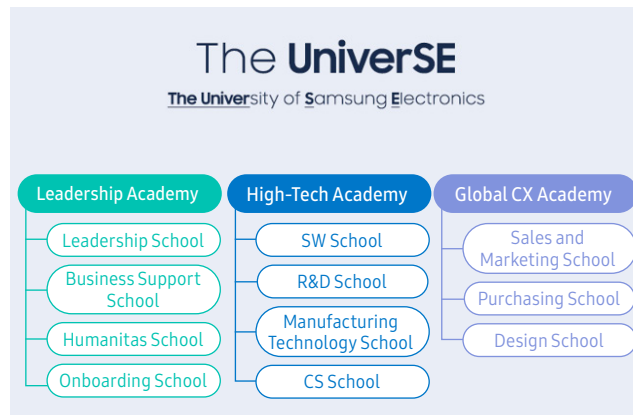 The UniverSE
The University of Samsung Electronics
Leadership Academy
Leadership School
Business Support
School
Humanitas School
Onboarding School
High-Tech Academy
SW School
R&D School
Manufacturing
Technology School
CS School
Global CX Academy
Sales and
Marketing School
Purchasing School
Design School